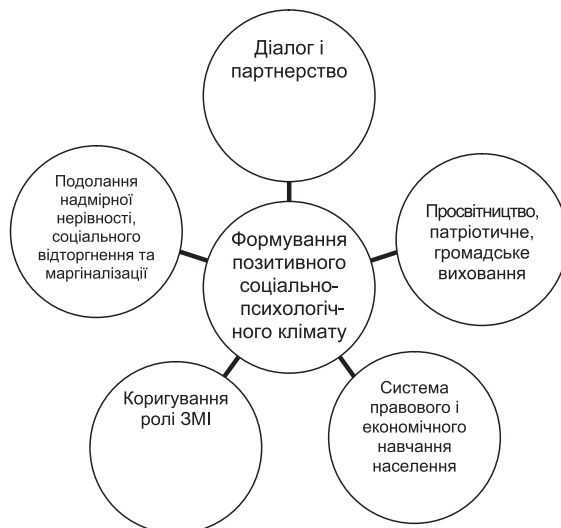 Діалог і
партнерство
Подолання
надмірної
нерівності,
соціального
відторгнення та
маргіналізації
Просвітництво,
патріотичне,
громадське
виховання
Формування
позитивного
соціально-
психологіч-
ного клімату
Коригування
ролі ЗМІ
Система
правового і
економічного
навчання
населення